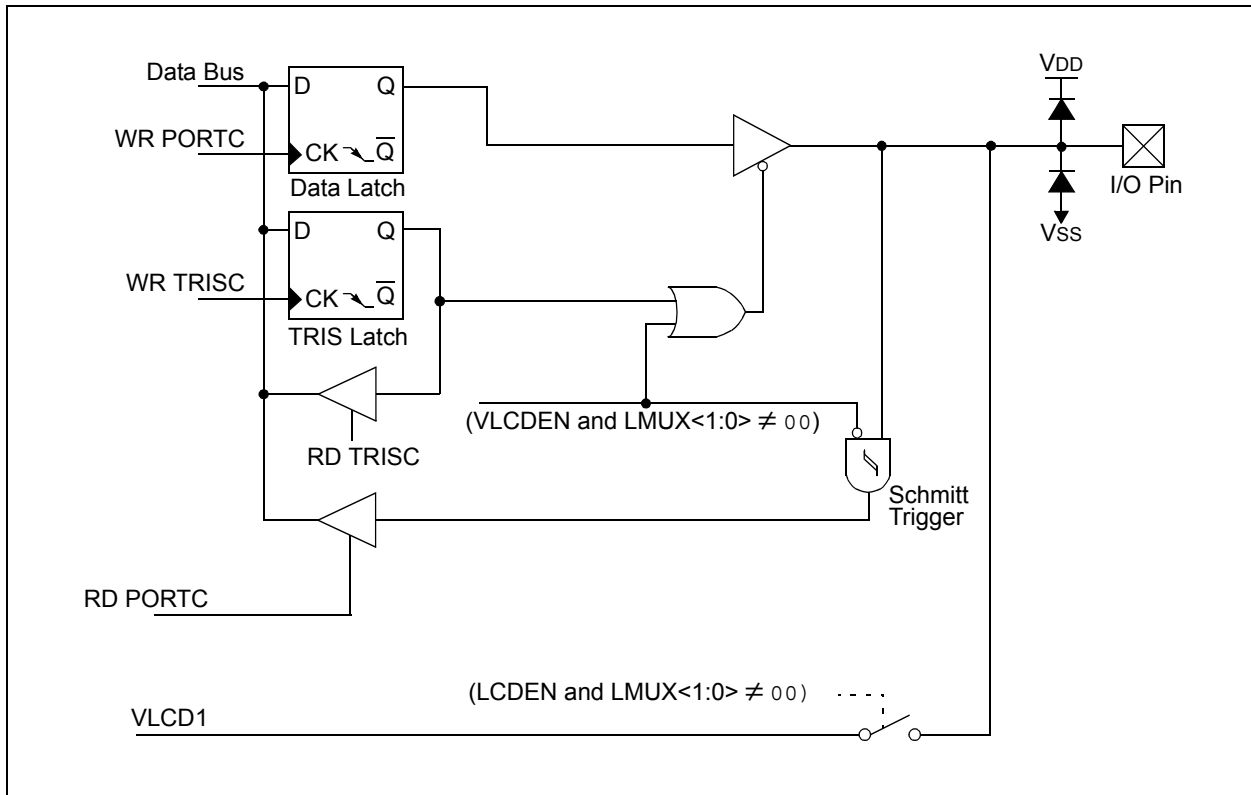 Data Bus
D Q
WR PORTC
CK Q̅
Data Latch
D Q
WR TRISC
CK Q̅
TRIS Latch
RD TRISC
(VLCDEN and LMUX<1:0> ≠ 00)
Schmitt
Trigger
RD PORTC
(LCDEN and LMUX<1:0> ≠ 00)
VLCD1
VDD
I/O Pin
VSS